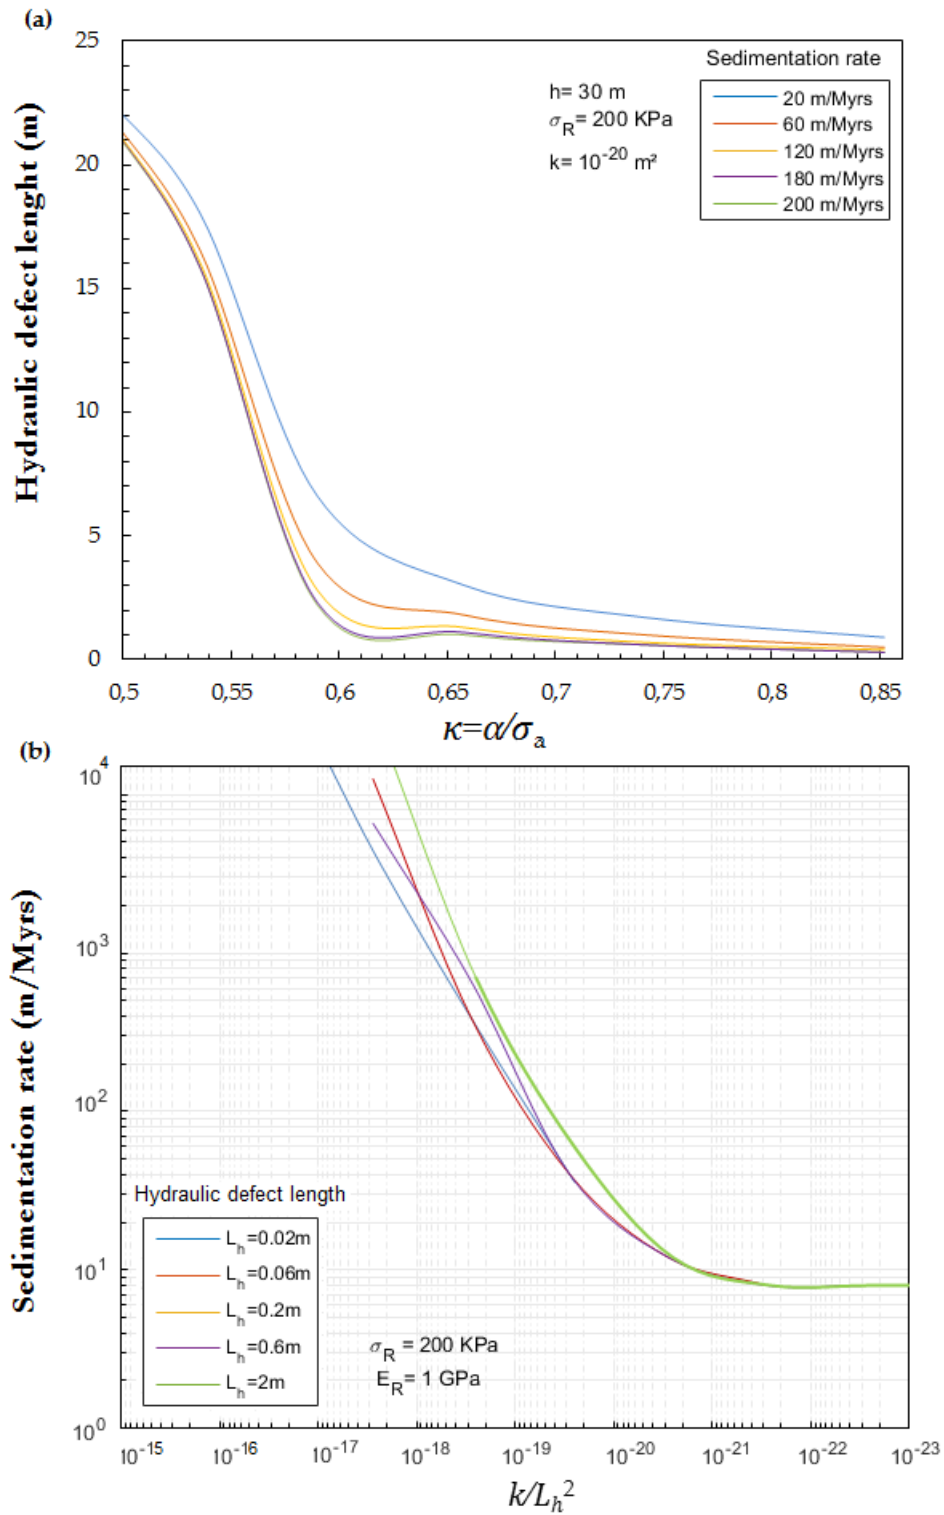 (a)
Hydraulic defect lenght (m)
25
20
15
10
5
0
h= 30 m
σR= 200 KPa
k= 10⁻²⁰ m²
Sedimentation rate
20 m/Myrs
60 m/Myrs
120 m/Myrs
180 m/Myrs
200 m/Myrs
0,5 0,55 0,6 0,65 0,7 0,75 0,8 0,85
κ=α/σa
(b)
Sedimentation rate (m/Myrs)
10⁴
10³
10²
10¹
10⁰
Hydraulic defect length
Lh=0.02m
Lh=0.06m
Lh=0.2m
Lh=0.6m
Lh=2m
σR = 200 KPa
ER= 1 GPa
10⁻¹⁵ 10⁻¹⁶ 10⁻¹⁷ 10⁻¹⁸ 10⁻¹⁹ 10⁻²⁰ 10⁻²¹ 10⁻²² 10⁻²³
k/Lh²